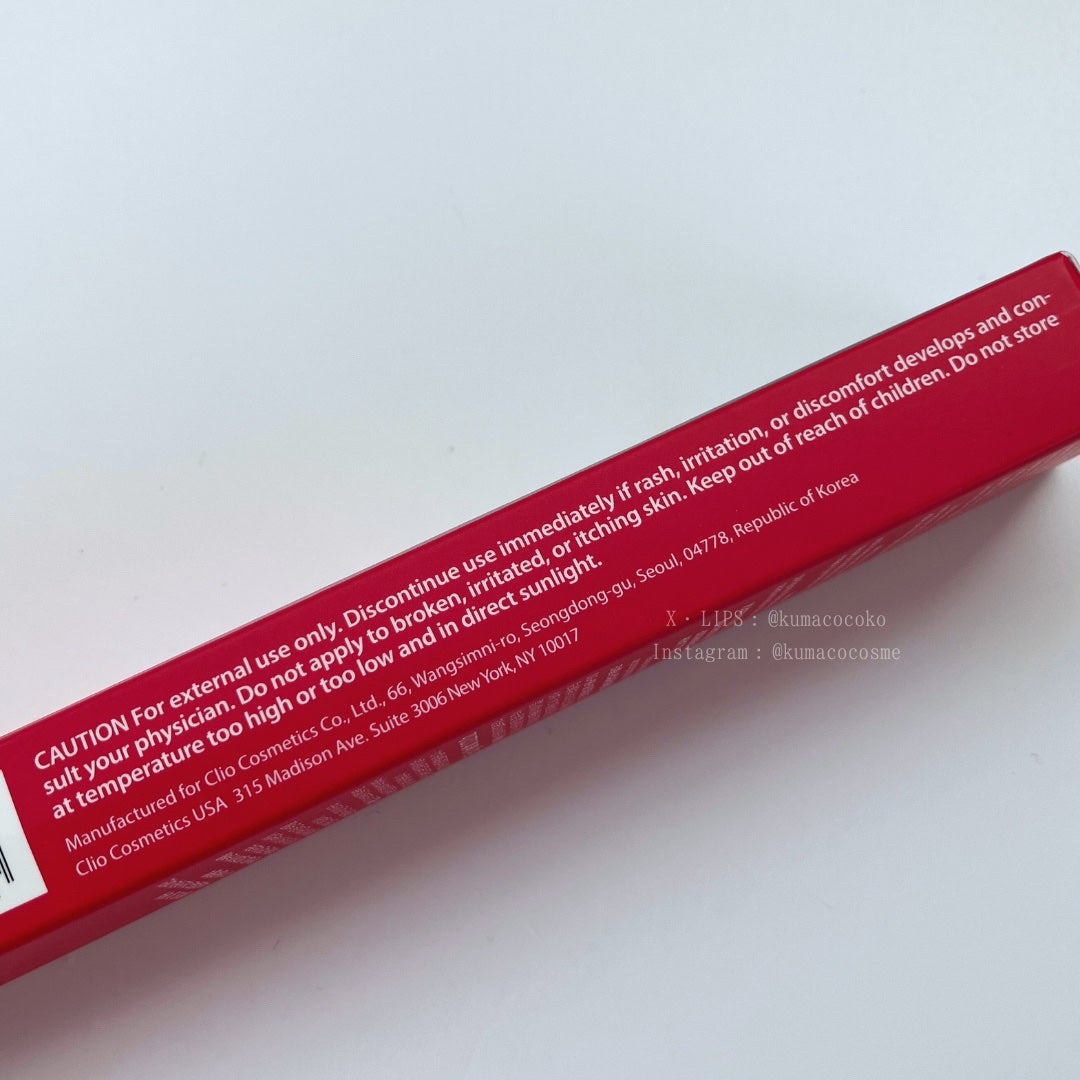 CAUTION For external use only. Discontinue use immediately if rash, irritation, or discomfort develops and con-
sult your physician. Do not apply to broken, irritated, or itching skin. Keep out of reach of children. Do not store
at temperature too high or too low and in direct sunlight.
Manufactured for Clio Cosmetics Co., Ltd., 66, Wangsimni-ro, Seongdong-gu, Seoul, 04778, Republic of Korea
Clio Cosmetics USA 315 Madison Ave. Suite 3006 New York, NY 10017
X・LIPS：@kumacocoko
Instagram：@kumacocosme